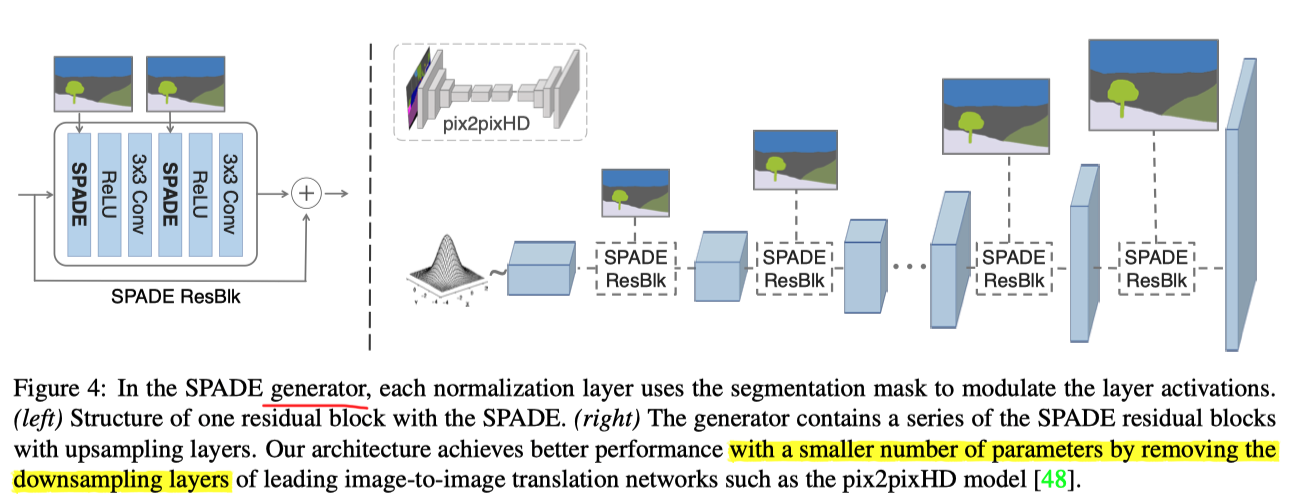 SPADE
ReLU
3x3 Conv
SPADE
ReLU
3x3 Conv
SPADE ResBlk
pix2pixHD
SPADE
ResBlk
SPADE
ResBlk
SPADE
ResBlk
SPADE
ResBlk
Figure 4: In the SPADE generator, each normalization layer uses the segmentation mask to modulate the layer activations.
(left) Structure of one residual block with the SPADE. (right) The generator contains a series of the SPADE residual blocks
with upsampling layers. Our architecture achieves better performance with a smaller number of parameters by removing the
downsampling layers of leading image-to-image translation networks such as the pix2pixHD model [48].